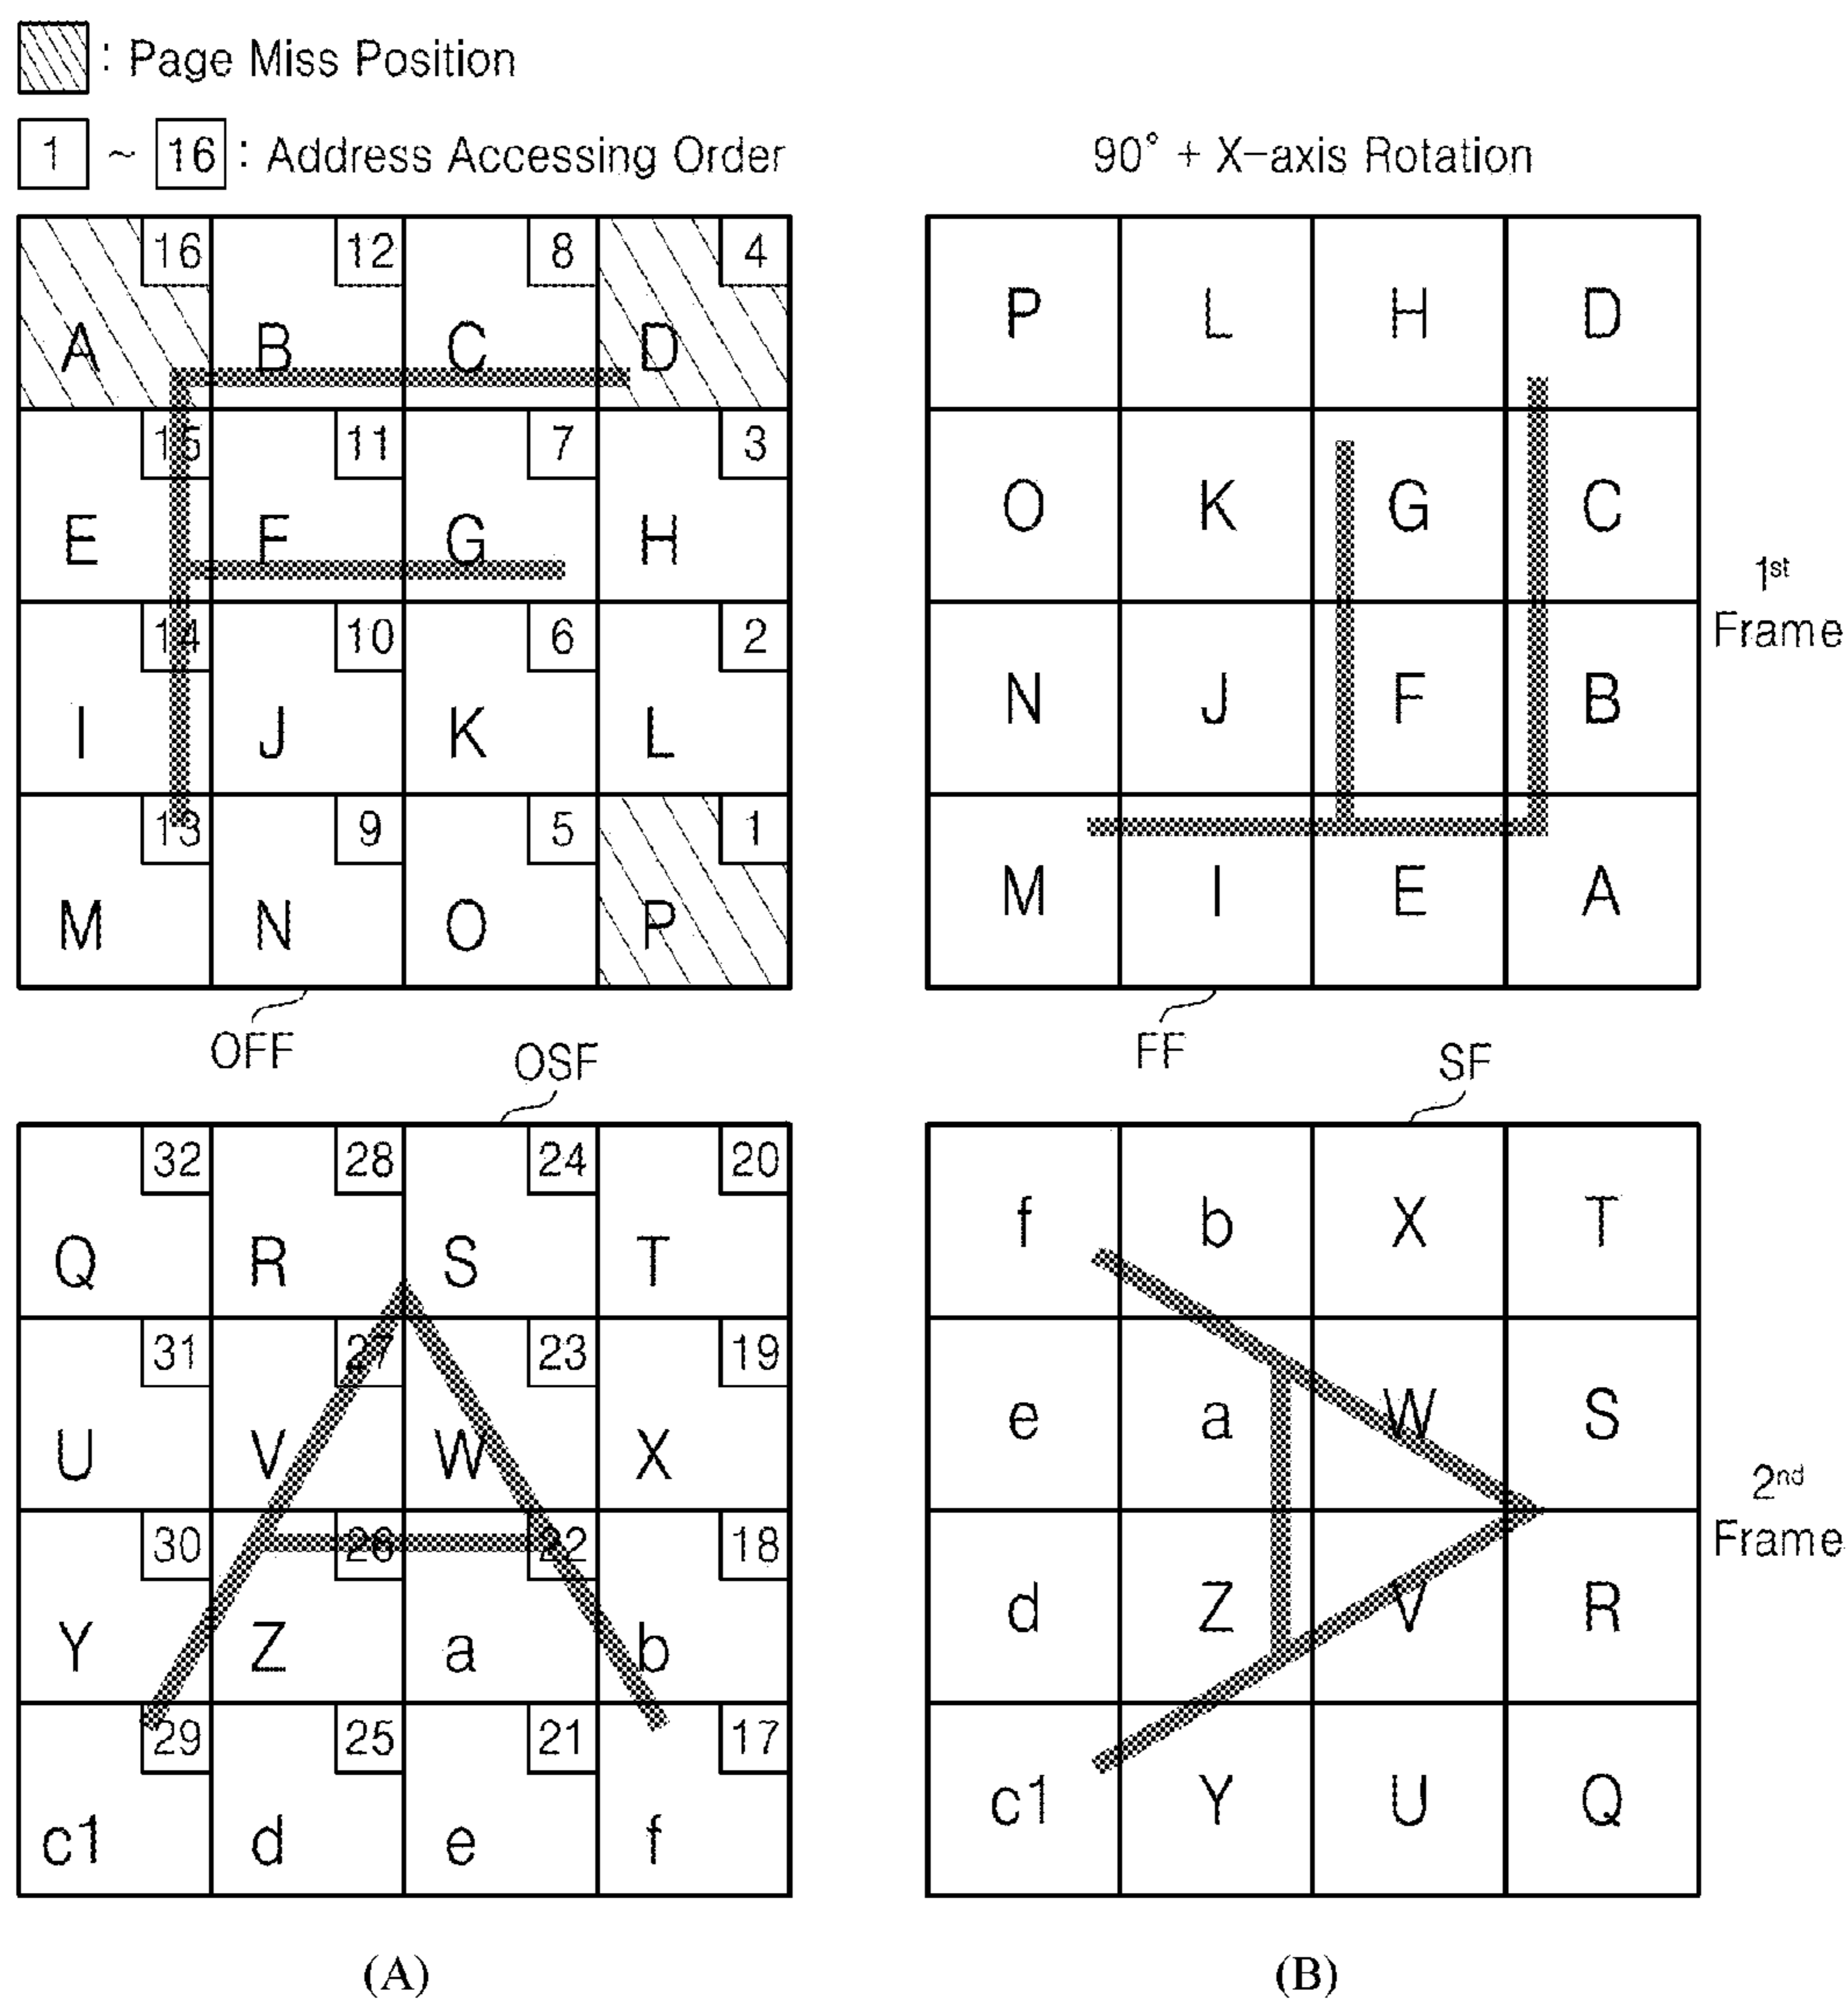 : Page Miss Position
1 ~ 16 : Address Accessing Order
90° + X-axis Rotation
16 12 8 4
A B C D
15 11 7 3
E F G H
14 10 6 2
I J K L
13 9 5 1
M N O P
OFF
P L H D
O K G C
N J F B
M I E A
FF
1st
Frame
OSF
32 28 24 20
Q R S T
31 27 23 19
U V W X
30 26 22 18
Y Z a b
29 25 21 17
c1 d e f
SF
f b X T
e a W S
d Z V R
c1 Y U Q
2nd
Frame
(A)
(B)